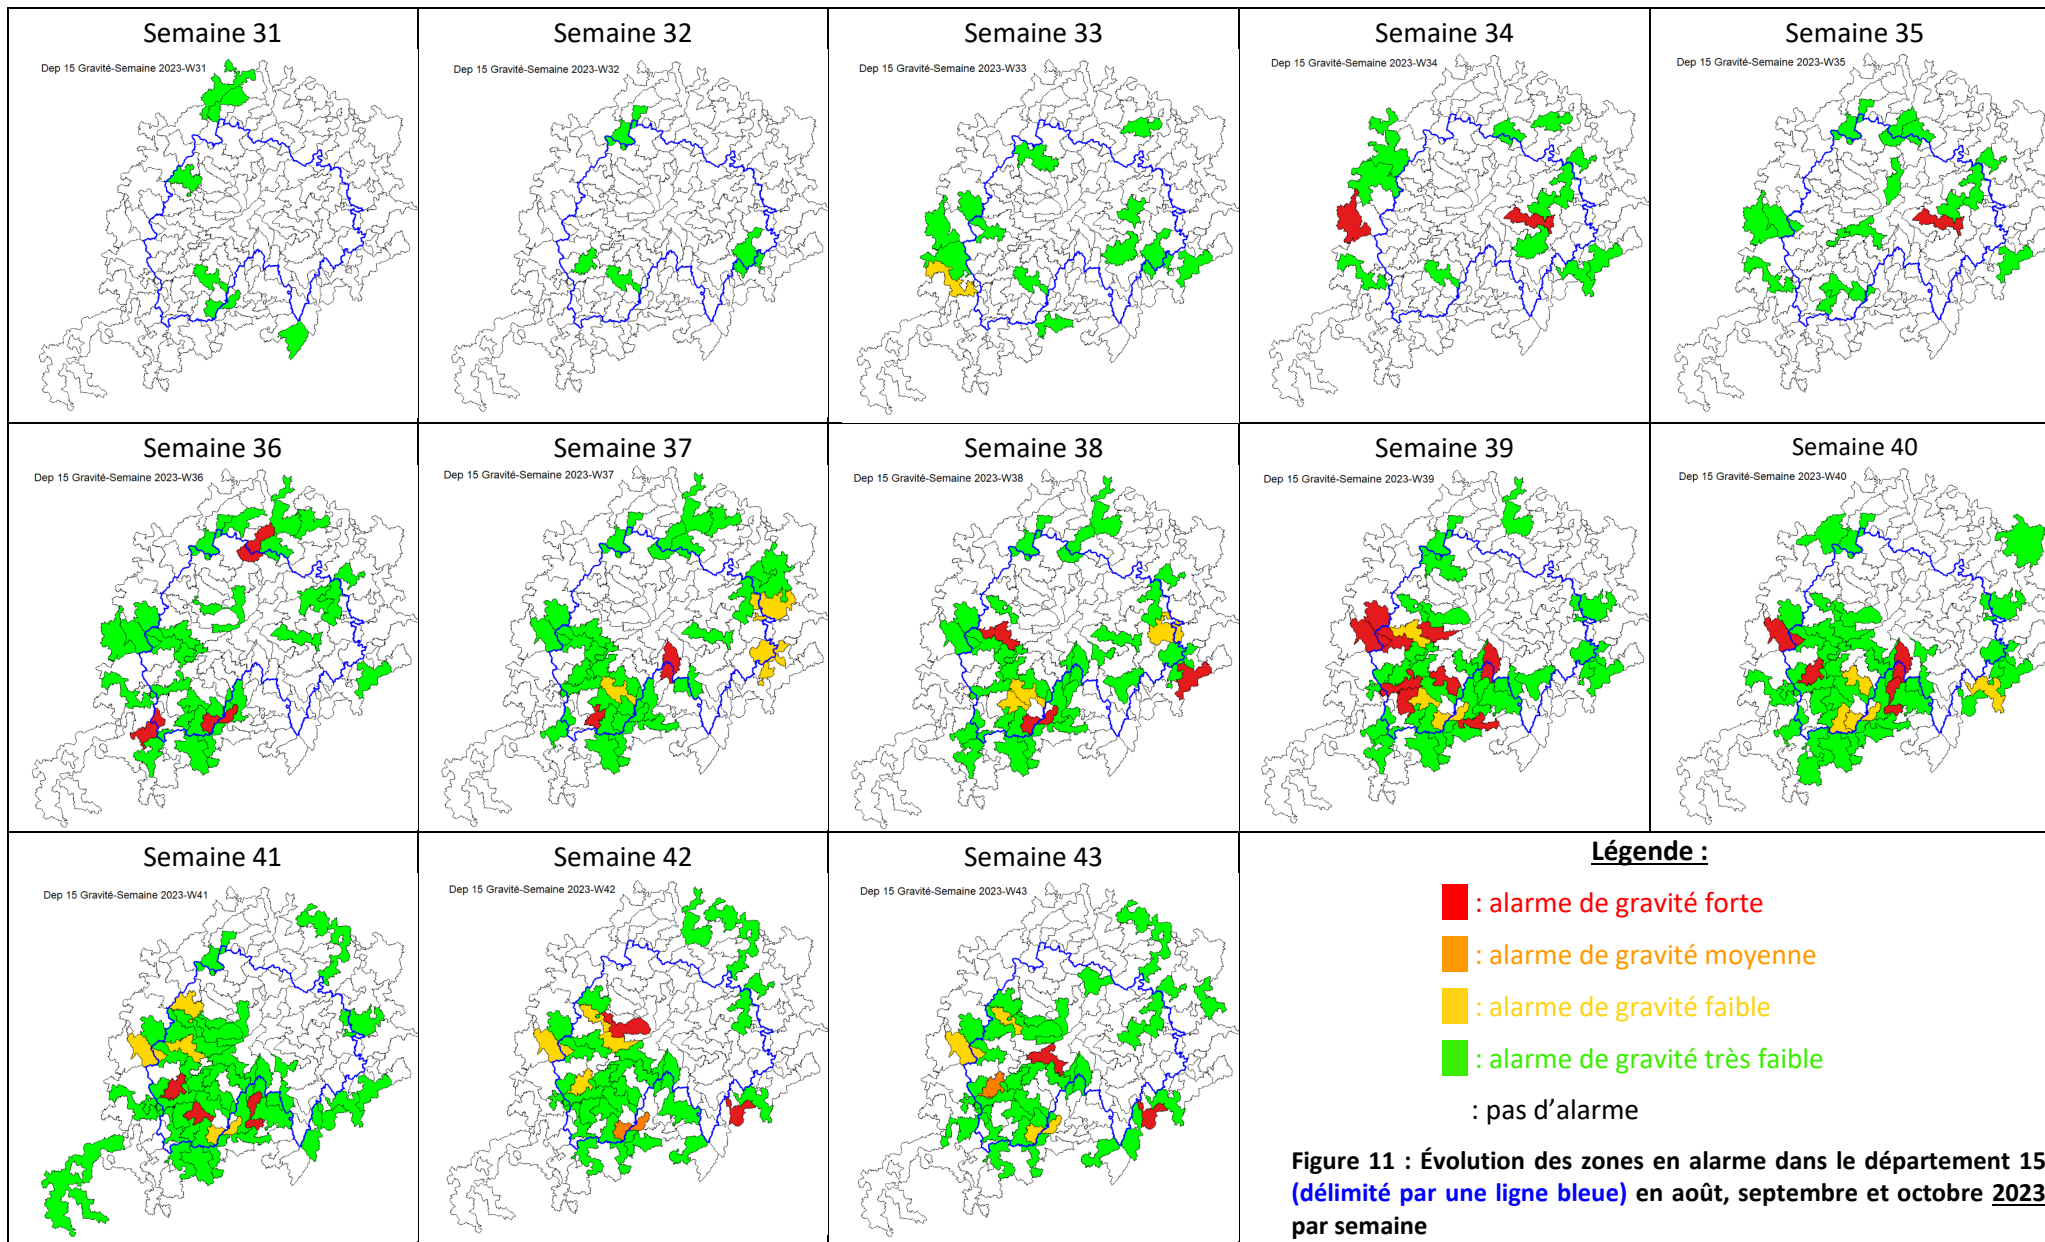 Semaine 31
Dep 15 Gravité-Semaine 2023-W31
Semaine 32
Dep 15 Gravité-Semaine 2023-W32
Semaine 33
Dep 15 Gravité-Semaine 2023-W33
Semaine 34
Dep 15 Gravité-Semaine 2023-W34
Semaine 35
Dep 15 Gravité-Semaine 2023-W35
Semaine 36
Dep 15 Gravité-Semaine 2023-W36
Semaine 37
Dep 15 Gravité-Semaine 2023-W37
Semaine 38
Dep 15 Gravité-Semaine 2023-W38
Semaine 39
Dep 15 Gravité-Semaine 2023-W39
Semaine 40
Dep 15 Gravité-Semaine 2023-W40
Semaine 41
Dep 15 Gravité-Semaine 2023-W41
Semaine 42
Dep 15 Gravité-Semaine 2023-W42
Semaine 43
Dep 15 Gravité-Semaine 2023-W43
Légende :
: alarme de gravité forte
: alarme de gravité moyenne
: alarme de gravité faible
: alarme de gravité très faible
: pas d'alarme
Figure 11 : Évolution des zones en alarme dans le département 15
(délimité par une ligne bleue) en août, septembre et octobre 2023
par semaine